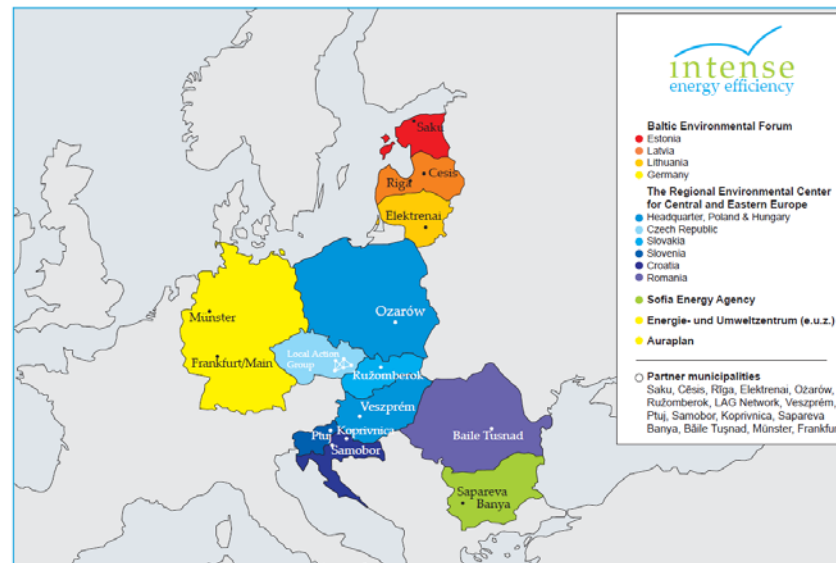 intense
energy efficiency
Baltic Environmental Forum
Estonia
Latvia
Lithuania
Germany
The Regional Environmental Center
for Central and Eastern Europe
Headquarter, Poland & Hungary
Czech Republic
Slovakia
Slovenia
Croatia
Romania
Sofia Energy Agency
Energie- und Umweltzentrum (e.u.z.)
Auraplan
Partner municipalities
Saku, Cēsis, Rīga, Elektrenai, Ożarów,
Ružomberok, LAG Network, Veszprém,
Ptuj, Samobor, Koprivnica, Sapareva
Banya, Băile Tuşnad, Münster, Frankfur
Saku
Riga
Cesis
Elektrenai
Ozarów
Munster
Frankfurt/Main
Local Action
Group
Ružomberok
Veszprém
Ptuj
Koprivnica
Samobor
Baile Tusnad
Sapareva
Banya